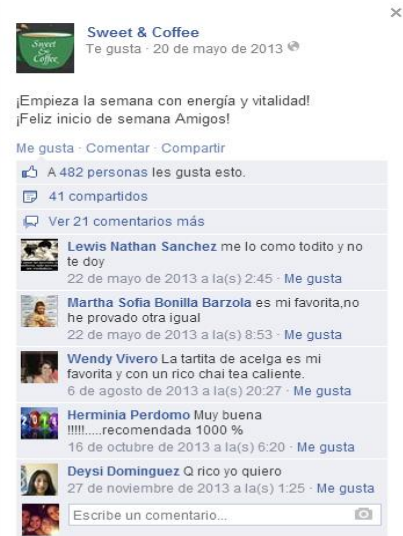 ×
Sweet & Coffee
Sweet & Coffee
Te gusta · 20 de mayo de 2013
¡Empieza la semana con energía y vitalidad!
¡Feliz inicio de semana Amigos!
Me gusta · Comentar · Compartir
A 482 personas les gusta esto.
41 compartidos
Ver 21 comentarios más
Lewis Nathan Sanchez me lo como todito y no
te doy
22 de mayo de 2013 a la(s) 2:45 · Me gusta
Martha Sofia Bonilla Barzola es mi favorita,no
he provado otra igual
22 de mayo de 2013 a la(s) 8:53 · Me gusta
Wendy Vivero La tartita de acelga es mi
favorita y con un rico chai tea caliente.
6 de agosto de 2013 a la(s) 20:27 · Me gusta
Herminia Perdomo Muy buena
!!!!!.....recomendada 1000 %
16 de octubre de 2013 a la(s) 6:20 · Me gusta
Deysi Dominguez Q rico yo quiero
27 de noviembre de 2013 a la(s) 1:25 · Me gusta
Escribe un comentario...